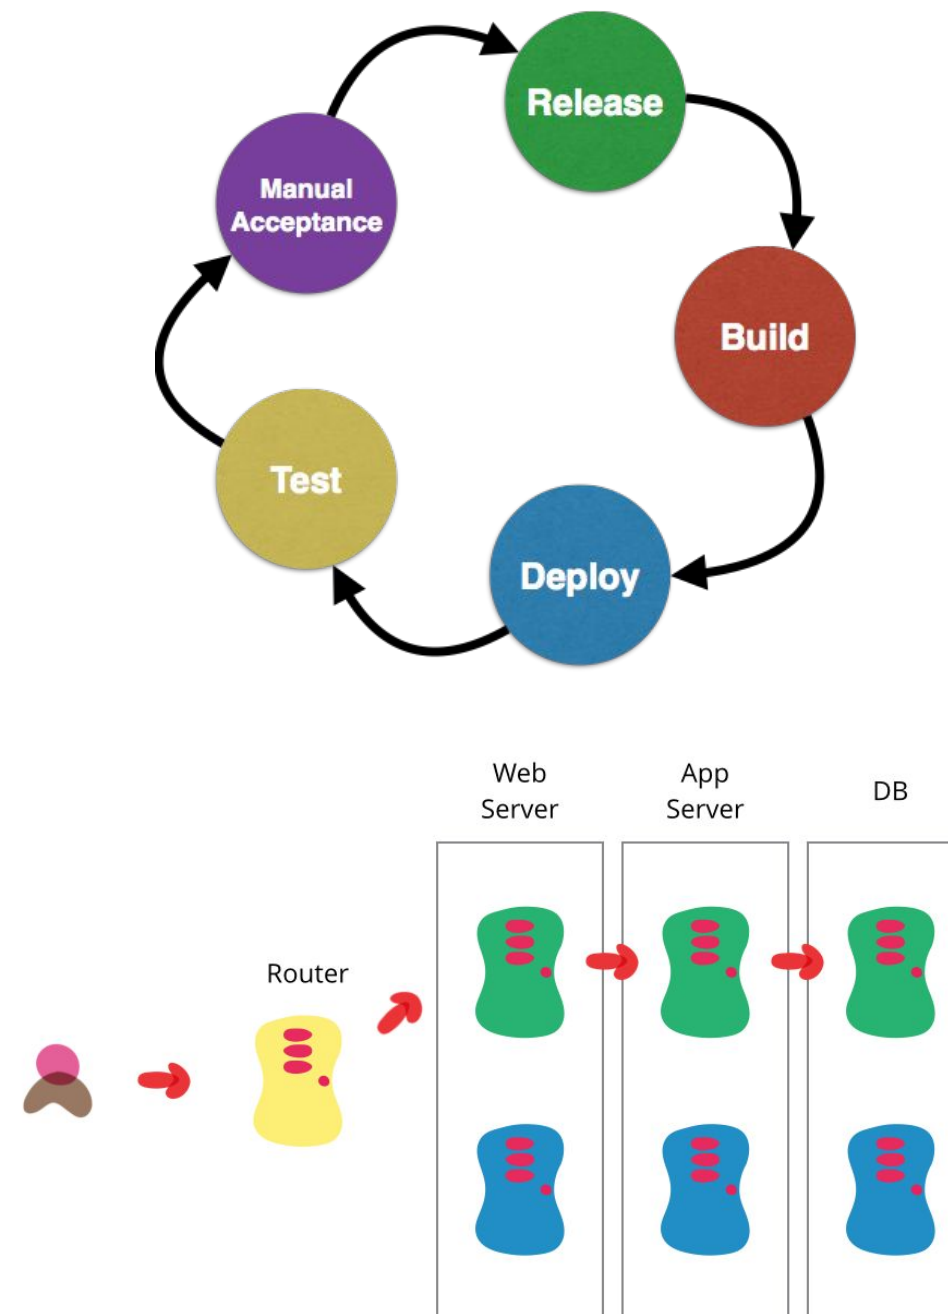 Release
Manual
Acceptance
Build
Test
Deploy
Web
Server
App
Server
DB
Router